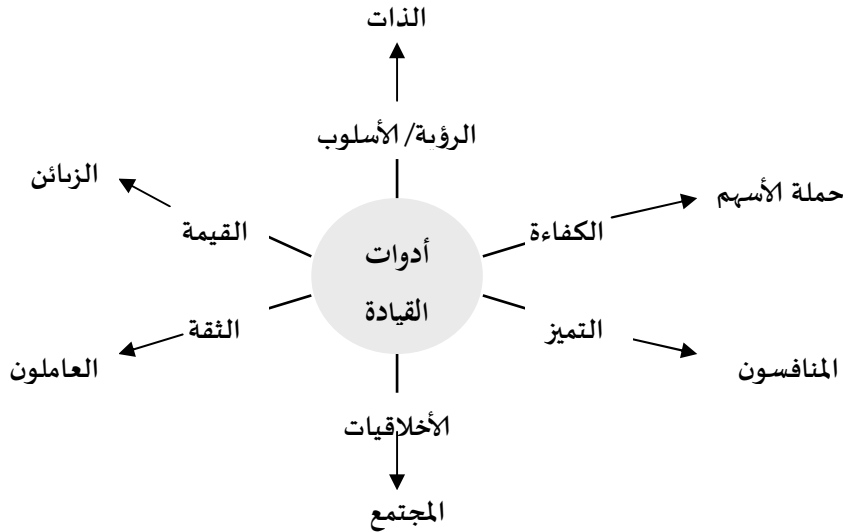 الذات
الرؤية/ الأسلوب
الزبائن
حملة الأسهم
القيمة
الكفاءة
أدوات
القيادة
الثقة
التميز
العاملون
المنافسون
الأخلاقيات
المجتمع